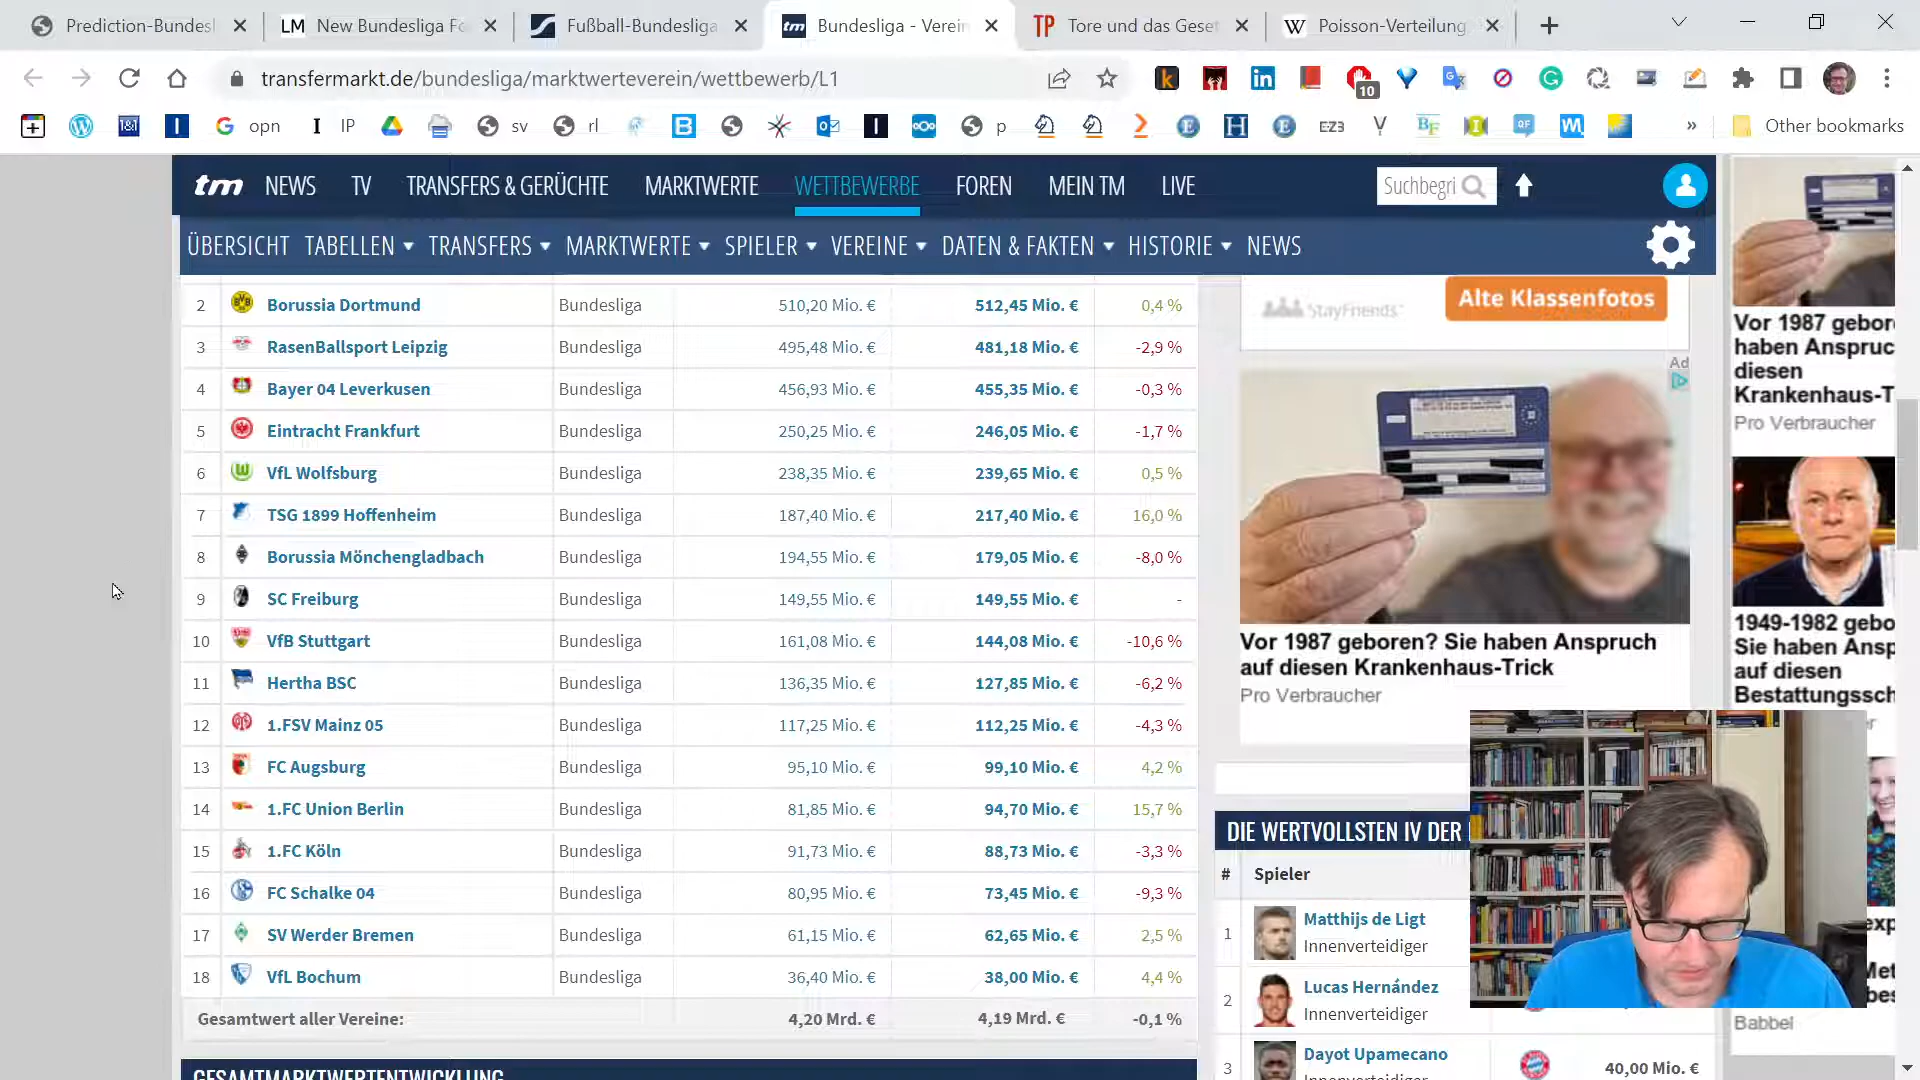 Prediction-Bundesl
LM New Bundesliga Fo
Fußball-Bundesliga
tm Bundesliga - Verein
TP Tore und das Geset
W Poisson-Verteilung
transfermarkt.de/bundesliga/marktwerteverein/wettbewerb/L1
10
1&1
opn
IP
sv
rl
p
EZ3
BF
QF
»
Other bookmarks
tm NEWS TV TRANSFERS & GERÜCHTE MARKTWERTE WETTBEWERBE FOREN MEIN TM LIVE
Suchbegri
ÜBERSICHT TABELLEN TRANSFERS MARKTWERTE SPIELER VEREINE DATEN & FAKTEN HISTORIE NEWS
2 Borussia Dortmund Bundesliga 510,20 Mio. € 512,45 Mio. € 0,4 %
3 RasenBallsport Leipzig Bundesliga 495,48 Mio. € 481,18 Mio. € -2,9 %
4 Bayer 04 Leverkusen Bundesliga 456,93 Mio. € 455,35 Mio. € -0,3 %
5 Eintracht Frankfurt Bundesliga 250,25 Mio. € 246,05 Mio. € -1,7 %
6 VfL Wolfsburg Bundesliga 238,35 Mio. € 239,65 Mio. € 0,5 %
7 TSG 1899 Hoffenheim Bundesliga 187,40 Mio. € 217,40 Mio. € 16,0 %
8 Borussia Mönchengladbach Bundesliga 194,55 Mio. € 179,05 Mio. € -8,0 %
9 SC Freiburg Bundesliga 149,55 Mio. € 149,55 Mio. € -
10 VfB Stuttgart Bundesliga 161,08 Mio. € 144,08 Mio. € -10,6 %
11 Hertha BSC Bundesliga 136,35 Mio. € 127,85 Mio. € -6,2 %
12 1.FSV Mainz 05 Bundesliga 117,25 Mio. € 112,25 Mio. € -4,3 %
13 FC Augsburg Bundesliga 95,10 Mio. € 99,10 Mio. € 4,2 %
14 1.FC Union Berlin Bundesliga 81,85 Mio. € 94,70 Mio. € 15,7 %
15 1.FC Köln Bundesliga 91,73 Mio. € 88,73 Mio. € -3,3 %
16 FC Schalke 04 Bundesliga 80,95 Mio. € 73,45 Mio. € -9,3 %
17 SV Werder Bremen Bundesliga 61,15 Mio. € 62,65 Mio. € 2,5 %
18 VfL Bochum Bundesliga 36,40 Mio. € 38,00 Mio. € 4,4 %
Gesamtwert aller Vereine: 4,20 Mrd. € 4,19 Mrd. € -0,1 %
GESAMTMARKTWERTENTWICKLUNG
StayFriends
Alte Klassenfotos
Ad
Vor 1987 geboren? Sie haben Anspruch
auf diesen Krankenhaus-Trick
Pro Verbraucher
DIE WERTVOLLSTEN IV DER
# Spieler
1 Matthijs de Ligt
Innenverteidiger
2 Lucas Hernández
Innenverteidiger
3 Dayot Upamecano 40,00 Mio. €
Innenverteidiger
Vor 1987 gebor
haben Anspruc
diesen
Krankenhaus-T
Pro Verbraucher
1949-1982 gebo
Sie haben Ansp
auf diesen
Bestattungssch
Babbel